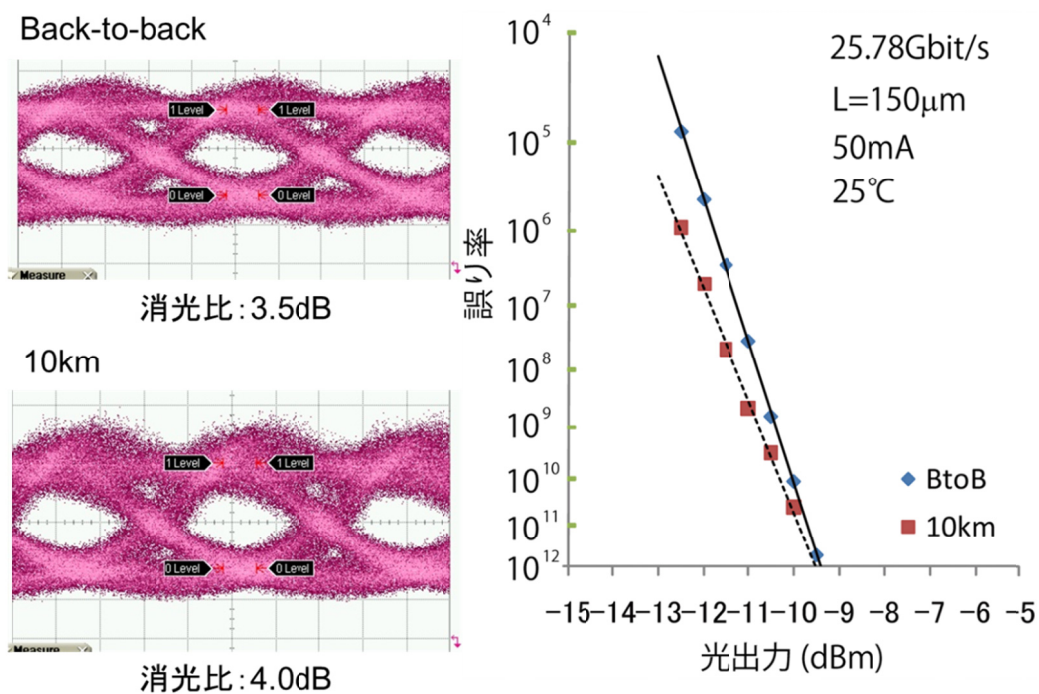 Back-to-back
1 Level 1 Level
0 Level 0 Level
Measure
消光比:3.5dB
10km
1 Level 1 Level
0 Level 0 Level
Measure
消光比:4.0dB
誤り率
10⁴
10⁵
10⁶
10⁷
10⁸
10⁹
10¹⁰
10¹¹
10¹²
25.78Gbit/s
L=150μm
50mA
25℃
BtoB
10km
-15 -14 -13 -12 -11 -10 -9 -8 -7 -6 -5
光出力 (dBm)